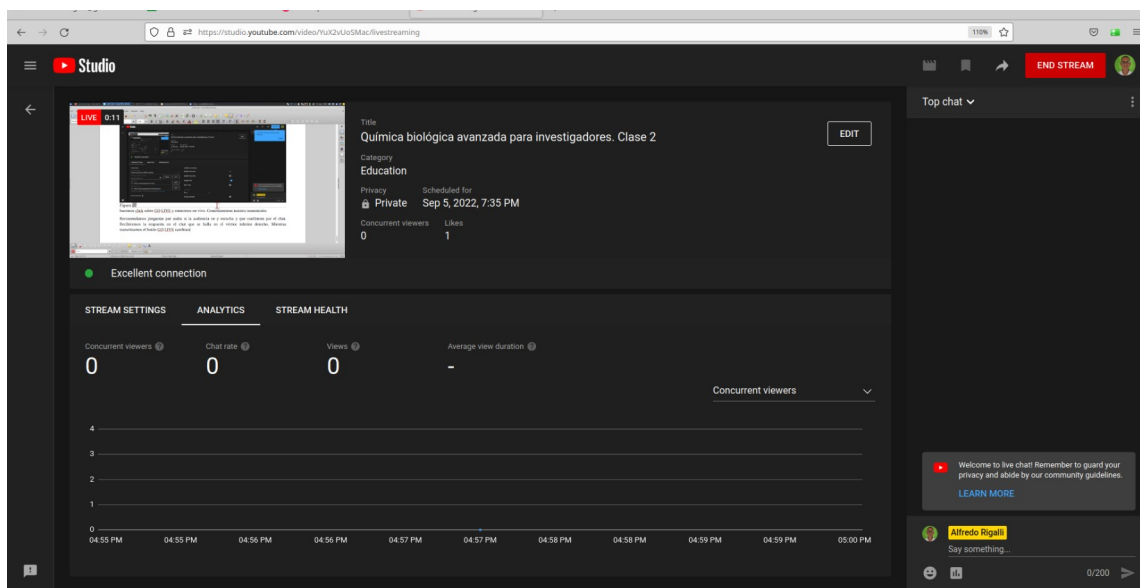 https://studio.youtube.com/video/YuX2vUoSMac/livestreaming
110%
Studio
END STREAM
LIVE 0:11
Title
Química biológica avanzada para investigadores. Clase 2
EDIT
Category
Education
Privacy Scheduled for
Private Sep 5, 2022, 7:35 PM
Concurrent viewers Likes
0 1
Excellent connection
STREAM SETTINGS ANALYTICS STREAM HEALTH
Concurrent viewers Chat rate Views Average view duration
0 0 0 -
Concurrent viewers
4
3
2
1
0
04:55 PM 04:55 PM 04:56 PM 04:56 PM 04:57 PM 04:57 PM 04:58 PM 04:58 PM 04:59 PM 04:59 PM 05:00 PM
Top chat
Welcome to live chat! Remember to guard your
privacy and abide by our community guidelines.
LEARN MORE
Alfredo Rigalli
Say something...
0/200